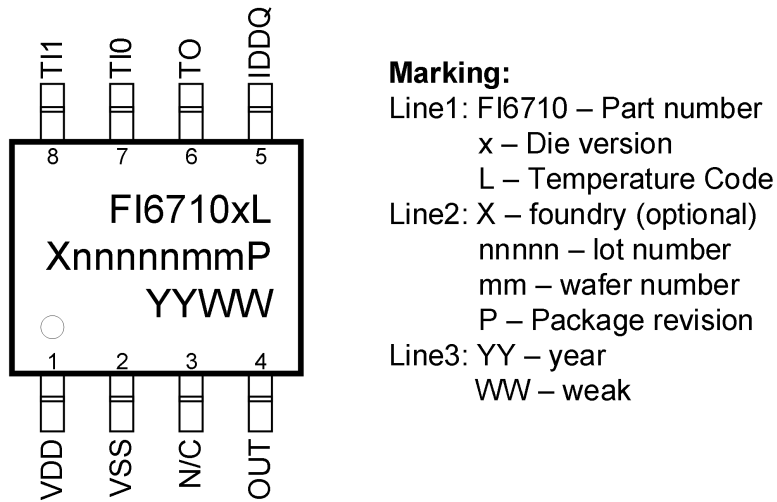 TI1 TI0 TO IDDQ
8 7 6 5
FI6710xL
XnnnnnmmP
YYWW
1 2 3 4
VDD VSS N/C OUT
Marking:
Line1: FI6710 – Part number
x – Die version
L – Temperature Code
Line2: X – foundry (optional)
nnnnn – lot number
mm – wafer number
P – Package revision
Line3: YY – year
WW – weak